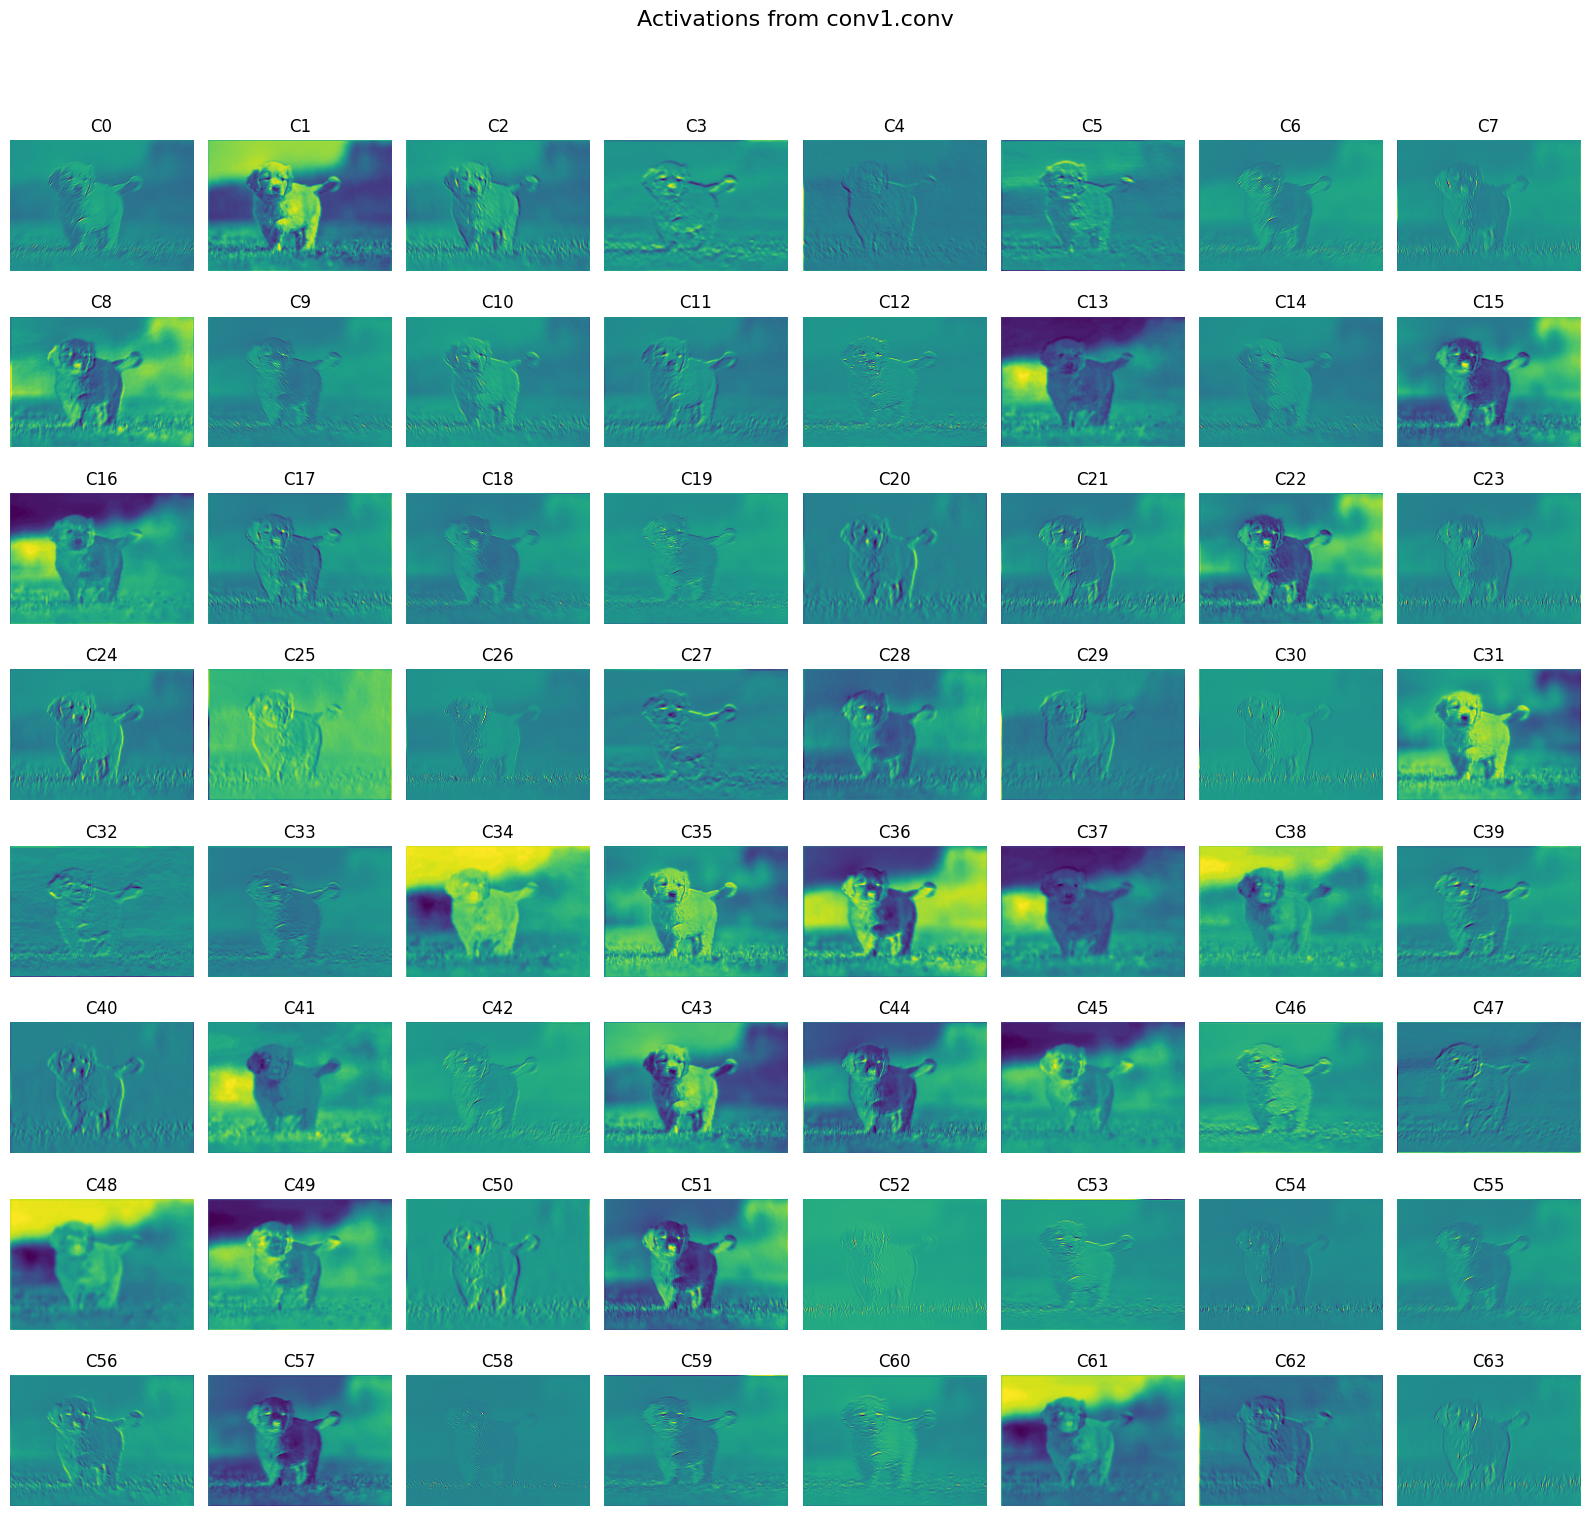 Activations from conv1.conv
C0 C1 C2 C3 C4 C5 C6 C7
C8 C9 C10 C11 C12 C13 C14 C15
C16 C17 C18 C19 C20 C21 C22 C23
C24 C25 C26 C27 C28 C29 C30 C31
C32 C33 C34 C35 C36 C37 C38 C39
C40 C41 C42 C43 C44 C45 C46 C47
C48 C49 C50 C51 C52 C53 C54 C55
C56 C57 C58 C59 C60 C61 C62 C63